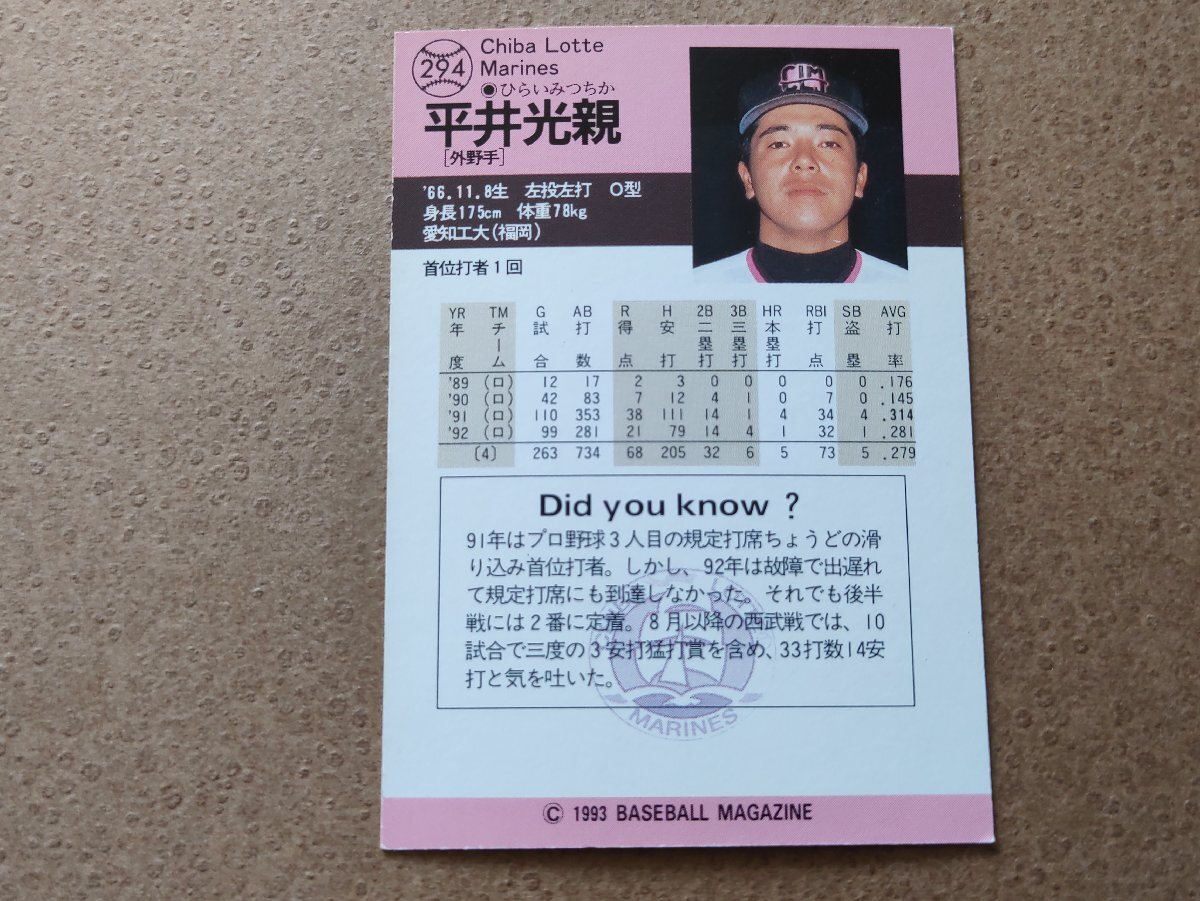 294
Chiba Lotte
Marines
●ひらいみつちか
平井光親
[外野手]
'66.11.8生 左投左打 O型
身長175cm 体重78kg
愛知工大(福岡)
首位打者1回
YR TM G AB R H 2B 3B HR RBI SB AVG
年度 チーム 試合 打数 得点 安打 二塁打 三塁打 本塁打 打点 盗塁 打率
'89 (ロ) 12 17 2 3 0 0 0 0 0 .176
'90 (ロ) 42 83 7 12 4 1 0 7 0 .145
'91 (ロ) 110 353 38 111 14 1 4 34 4 .314
'92 (ロ) 99 281 21 79 14 4 1 32 1 .281
〔4〕 263 734 68 205 32 6 5 73 5 .279
Did you know ?
91年はプロ野球3人目の規定打席ちょうどの滑
り込み首位打者。しかし、92年は故障で出遅れ
て規定打席にも到達しなかった。それでも後半
戦には2番に定着。8月以降の西武戦では、10
試合で三度の3安打猛打賞を含め、33打数14安
打と気を吐いた。
MARINES
© 1993 BASEBALL MAGAZINE